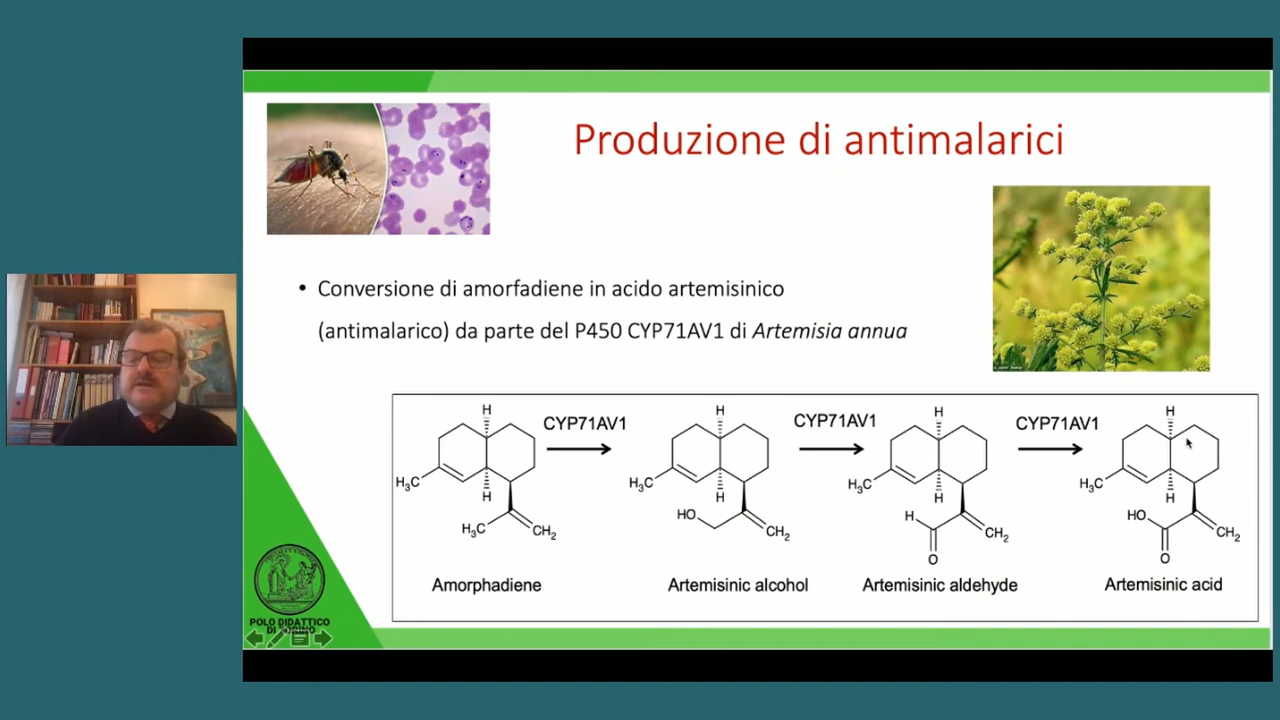 Produzione di antimalarici
• Conversione di amorfadiene in acido artemisinico
(antimalarico) da parte del P450 CYP71AV1 di Artemisia annua
CYP71AV1
CYP71AV1
CYP71AV1
H
H
H₃C
H₃C
CH₂
H
H
H₃C
HO
CH₂
H
H
H₃C
H
O
CH₂
H
H
H₃C
HO
O
CH₂
Amorphadiene
Artemisinic alcohol
Artemisinic aldehyde
Artemisinic acid
POLO DIDATTICO
DI TORINO